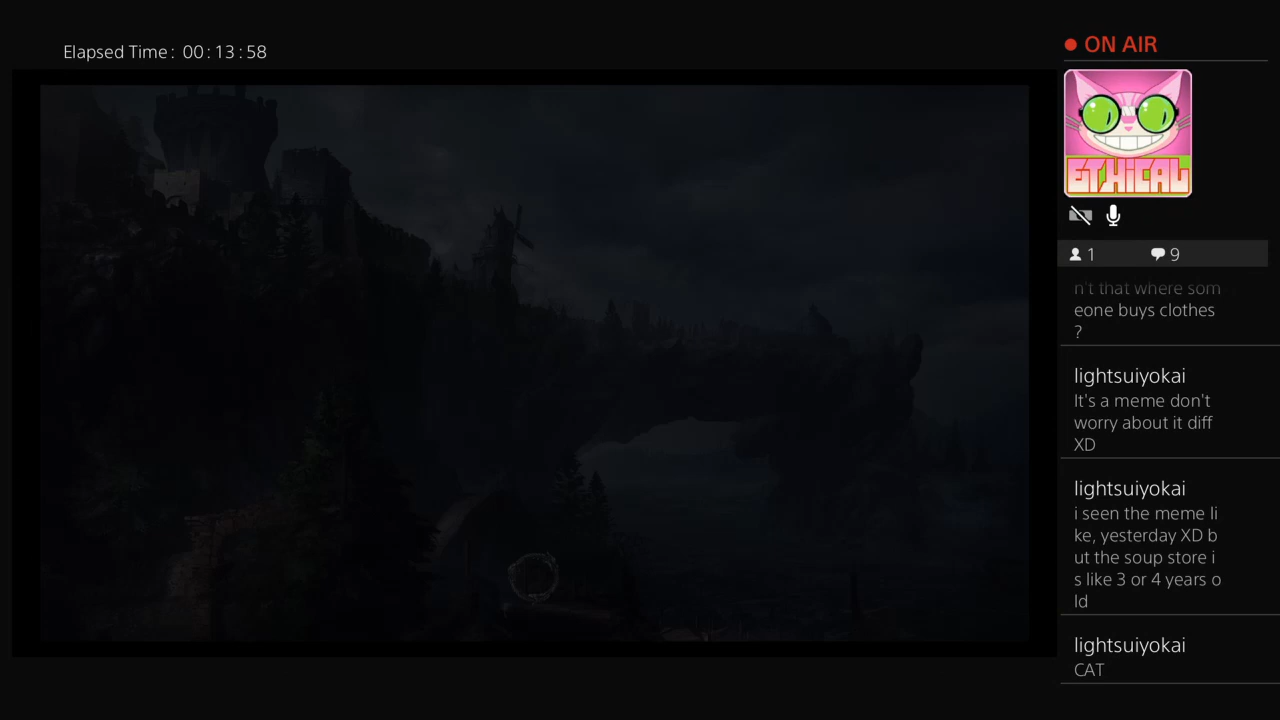 Elapsed Time: 00:13:58
ON AIR
ETHICAL
1 9
n't that where som
eone buys clothes
?
lightsuiyokai
It's a meme don't
worry about it diff
XD
lightsuiyokai
i seen the meme li
ke, yesterday XD b
ut the soup store i
s like 3 or 4 years o
ld
lightsuiyokai
CAT